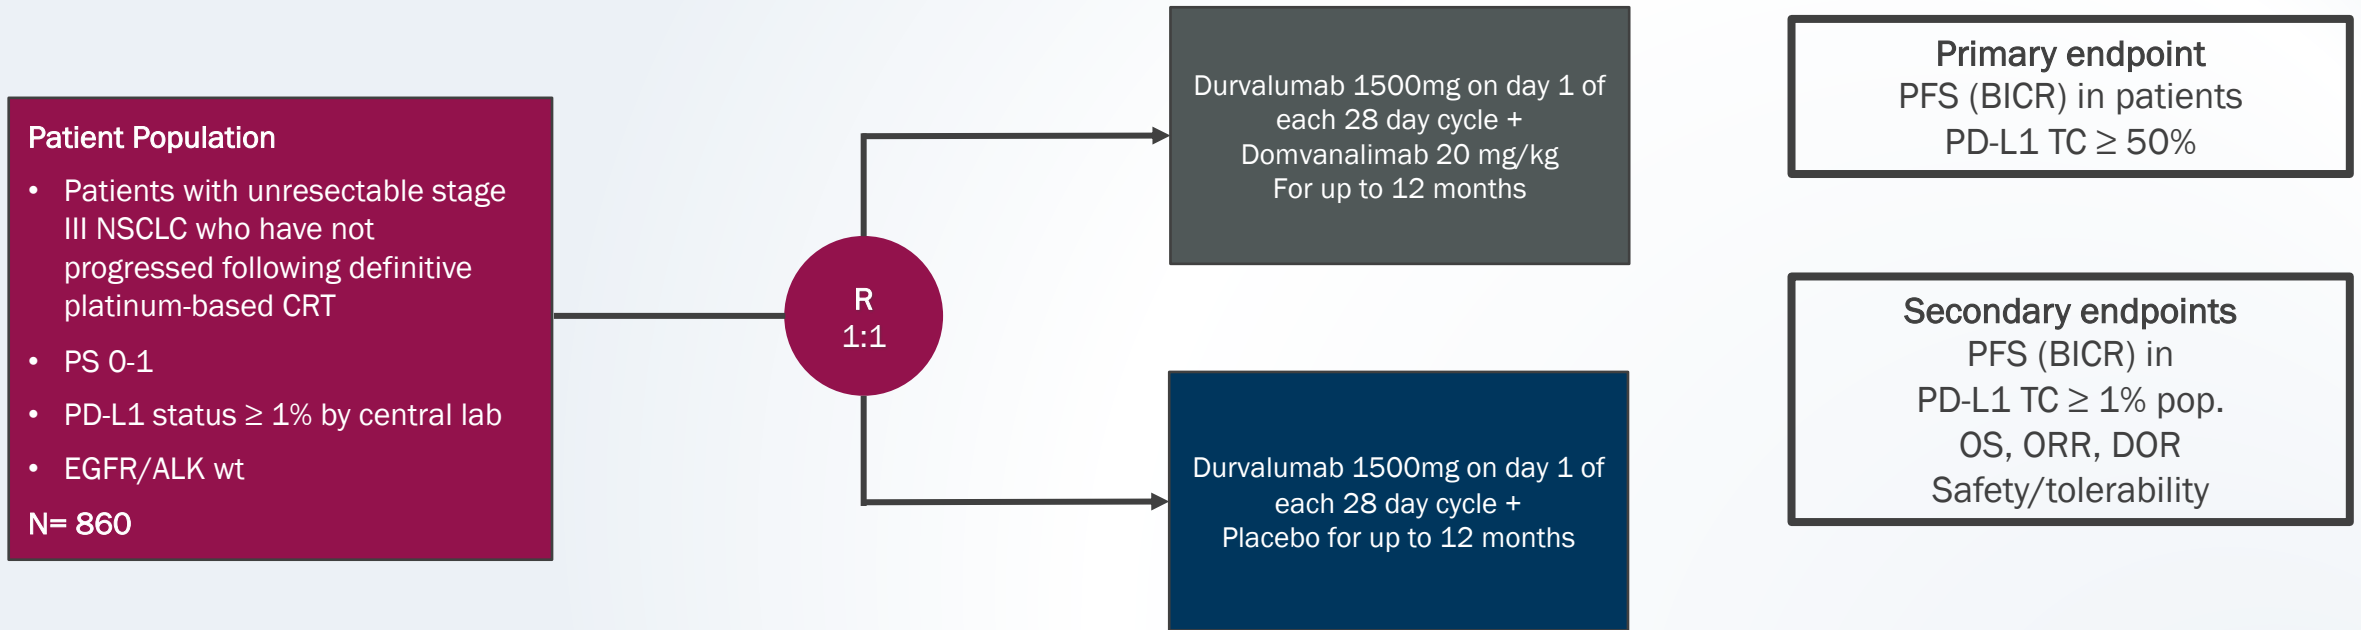 Patient Population
• Patients with unresectable stage
III NSCLC who have not
progressed following definitive
platinum-based CRT
• PS 0-1
• PD-L1 status ≥ 1% by central lab
• EGFR/ALK wt
N= 860
R
1:1
Durvalumab 1500mg on day 1 of
each 28 day cycle +
Domvanalimab 20 mg/kg
For up to 12 months
Durvalumab 1500mg on day 1 of
each 28 day cycle +
Placebo for up to 12 months
Primary endpoint
PFS (BICR) in patients
PD-L1 TC ≥ 50%
Secondary endpoints
PFS (BICR) in
PD-L1 TC ≥ 1% pop.
OS, ORR, DOR
Safety/tolerability